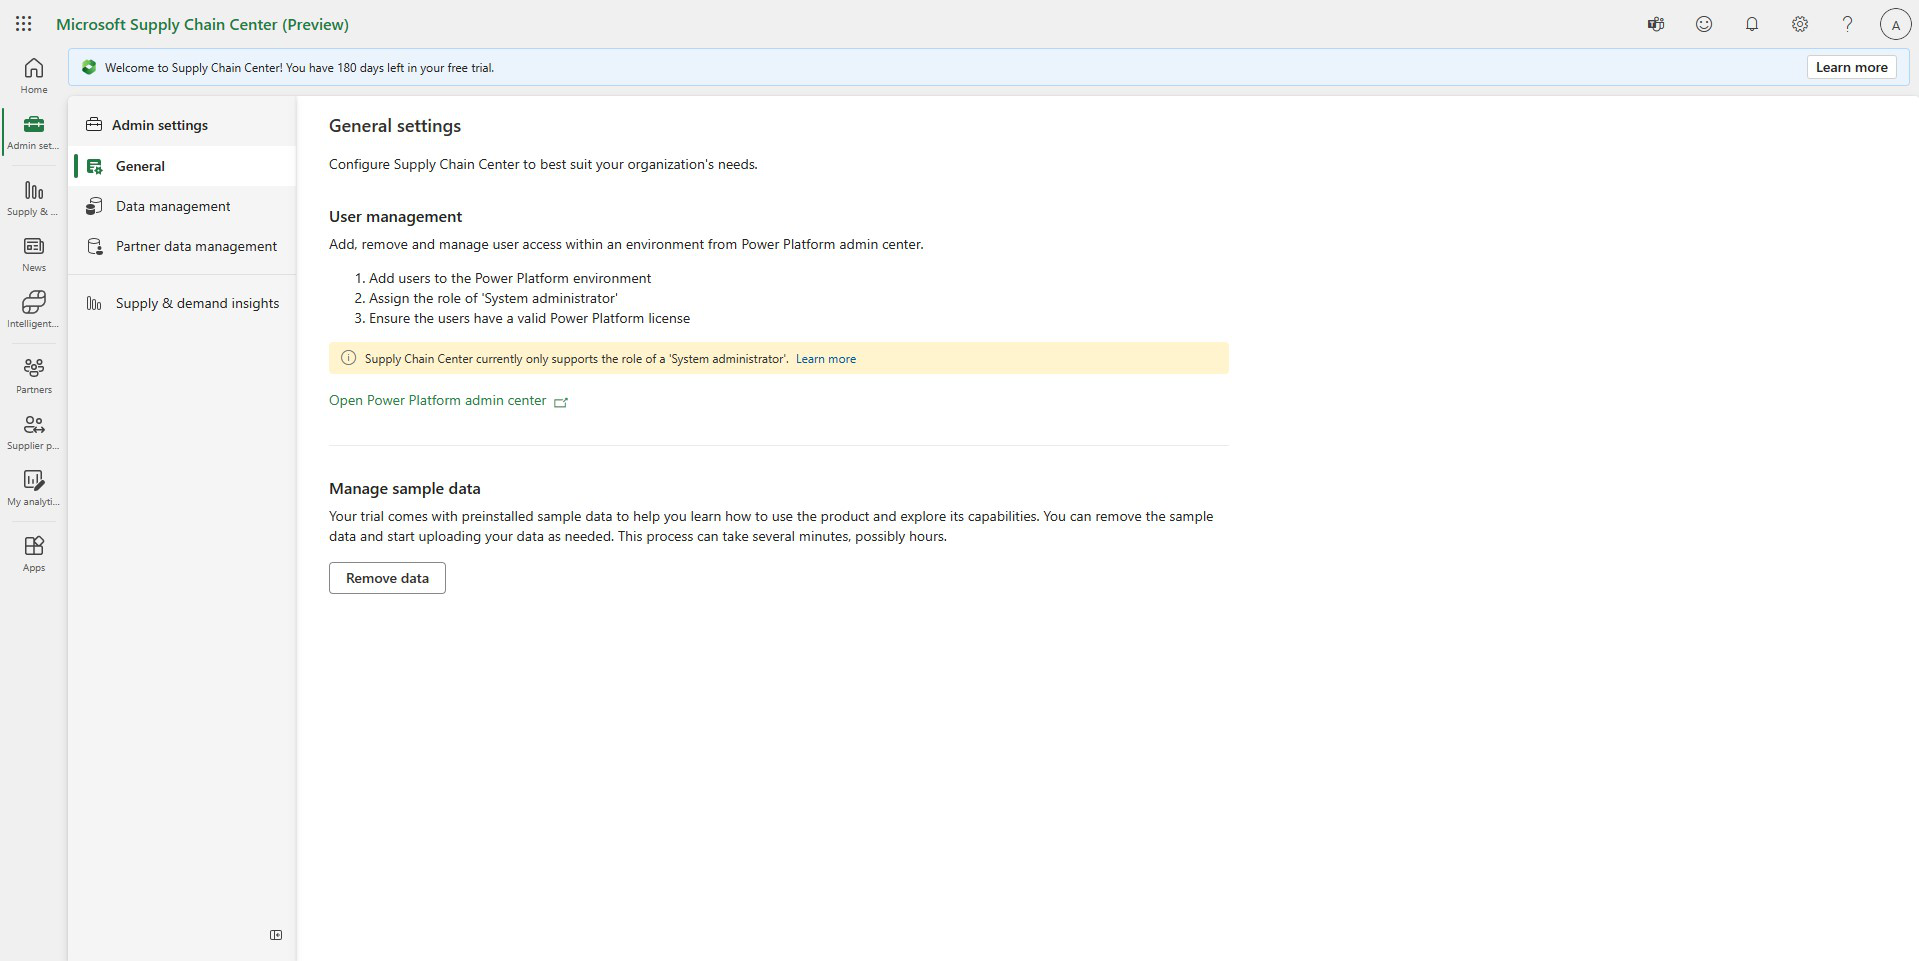 Microsoft Supply Chain Center (Preview)
A
Welcome to Supply Chain Center! You have 180 days left in your free trial.
Learn more
Home
Admin set...
Supply & ...
News
Intelligent...
Partners
Supplier p...
My analyti...
Apps
Admin settings
General
Data management
Partner data management
Supply & demand insights
General settings
Configure Supply Chain Center to best suit your organization's needs.
User management
Add, remove and manage user access within an environment from Power Platform admin center.
1. Add users to the Power Platform environment
2. Assign the role of 'System administrator'
3. Ensure the users have a valid Power Platform license
Supply Chain Center currently only supports the role of a 'System administrator'. Learn more
Open Power Platform admin center
Manage sample data
Your trial comes with preinstalled sample data to help you learn how to use the product and explore its capabilities. You can remove the sample
data and start uploading your data as needed. This process can take several minutes, possibly hours.
Remove data